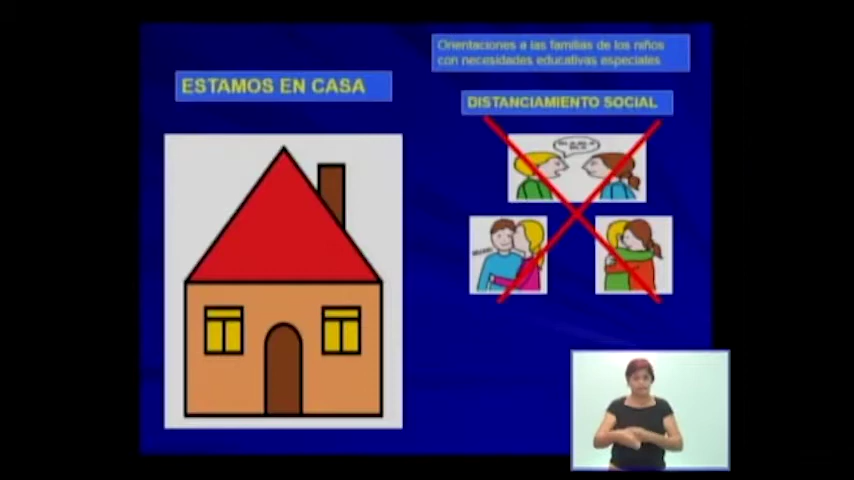 Orientaciones a las familias de los niños
con necesidades educativas especiales
ESTAMOS EN CASA
DISTANCIAMIENTO SOCIAL